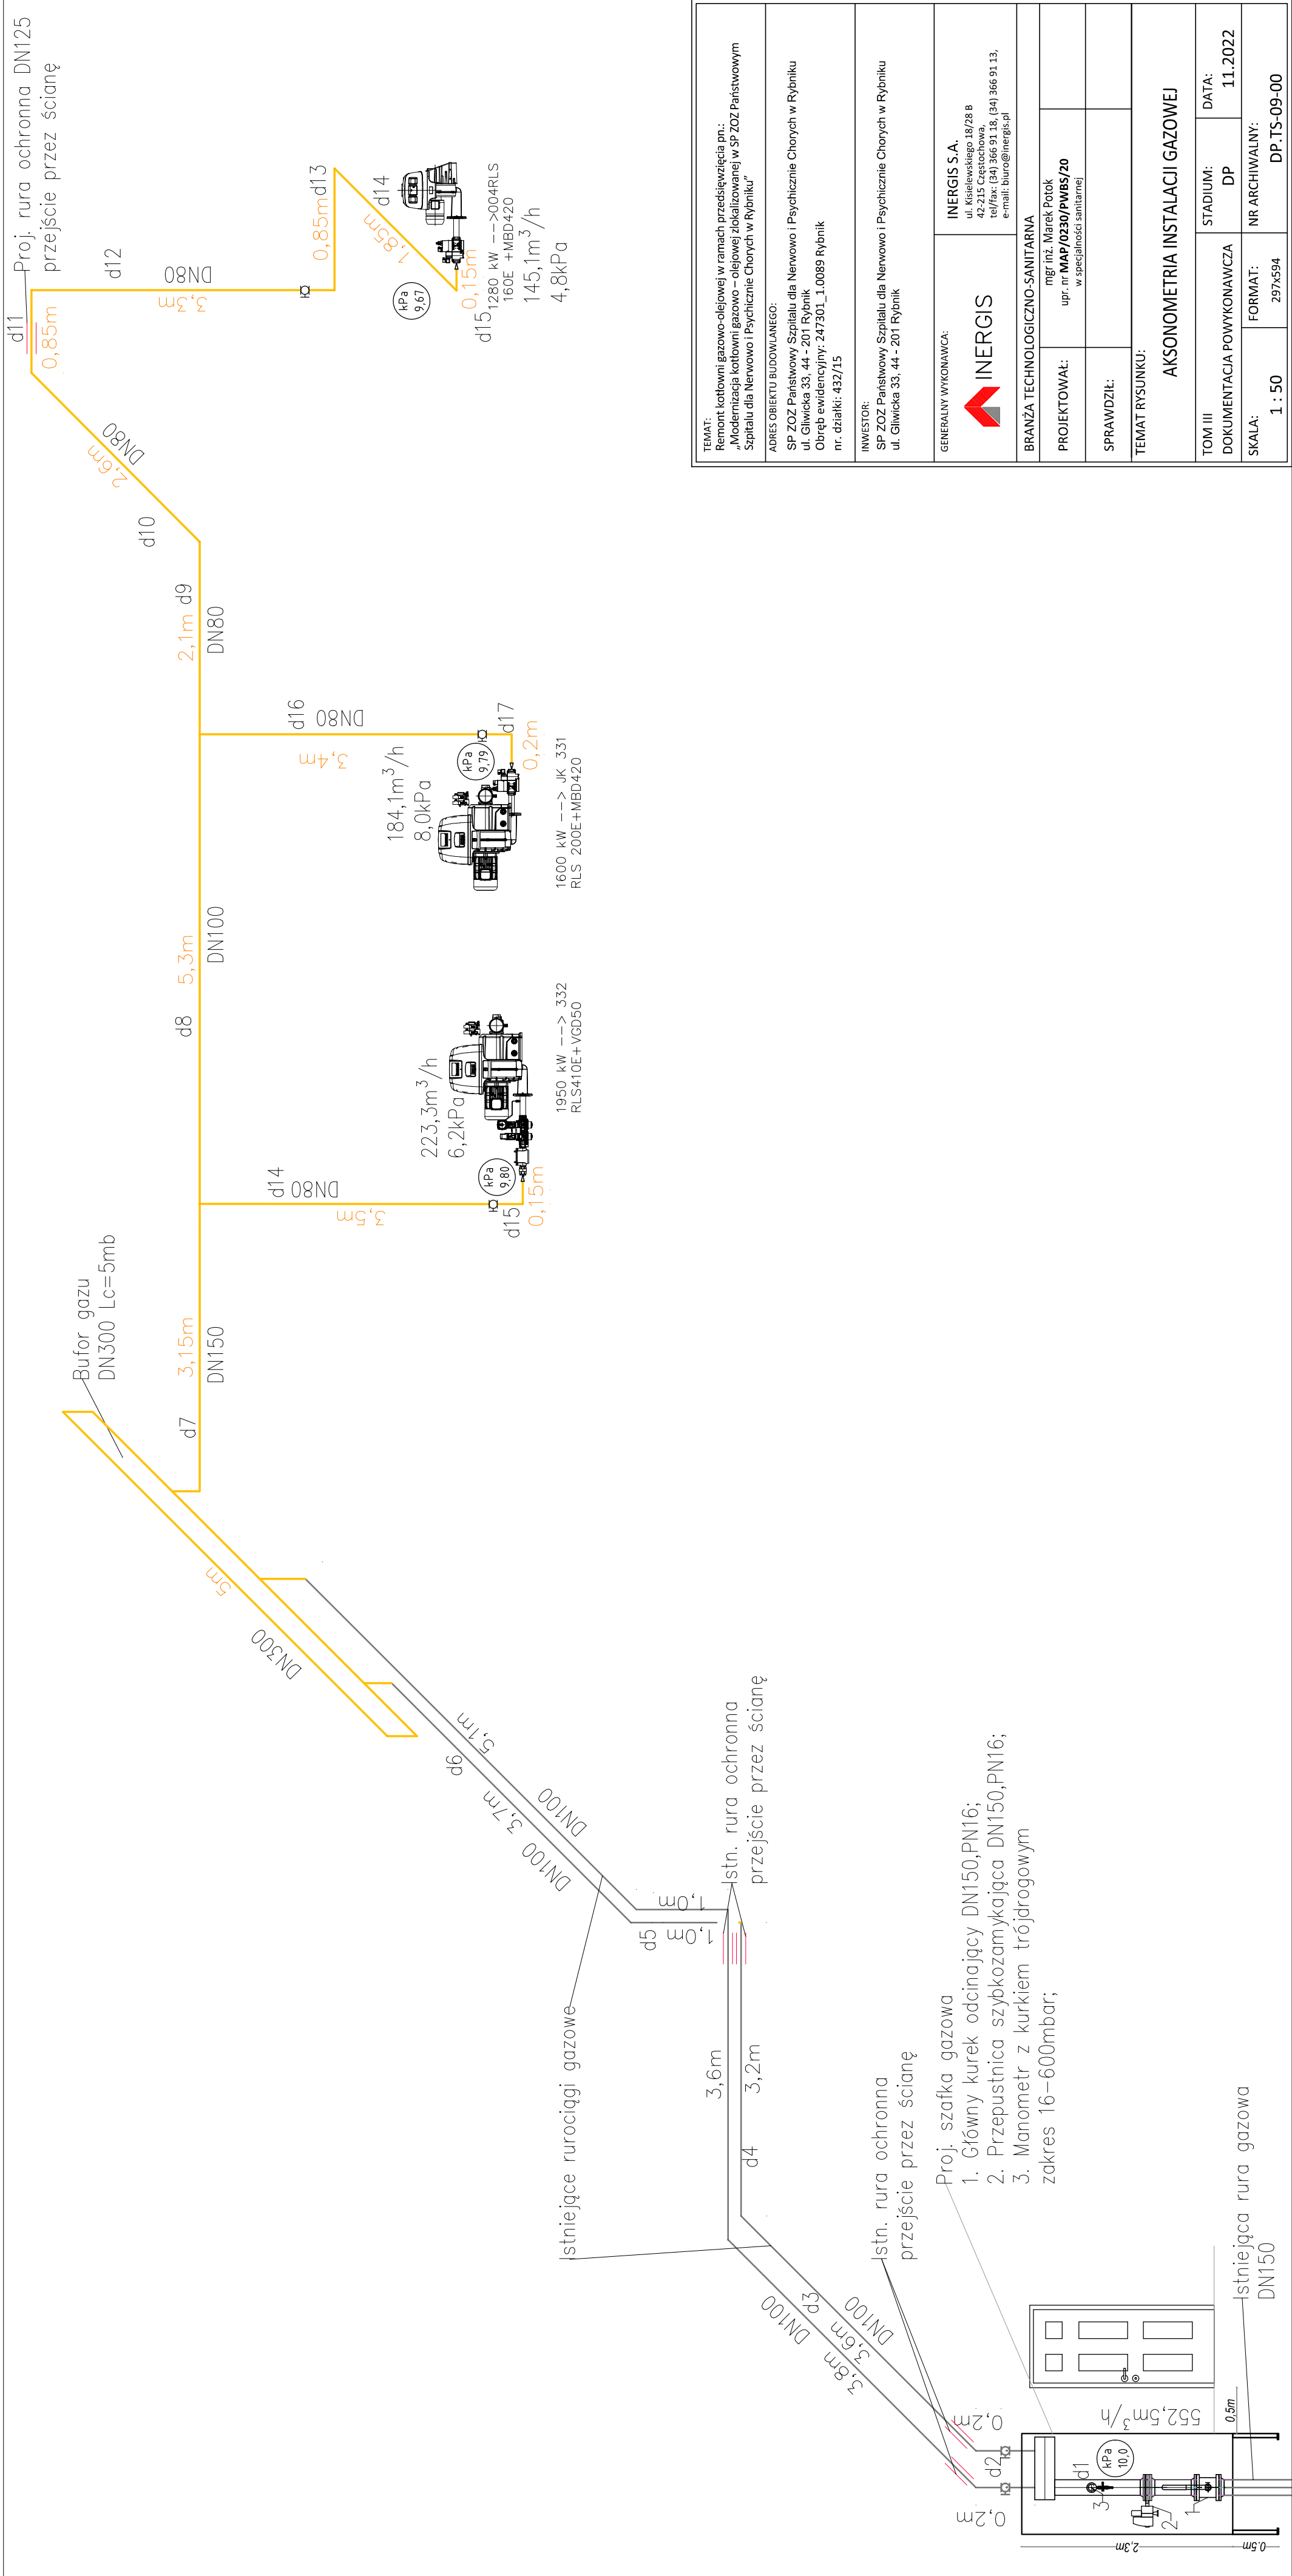 Proj. rura ochronna DN125
przejście przez ścianę
d11
0,85m
d12
DN80
3,3m
0,85m
d13
1,85m
d14
kPa
9,67
0,15m
d15
1280 kW -->004RLS
160E +MBD420
145,1m³/h
4,8kPa
DN80
2,6m
d10
2,1m
d9
DN80
d16
DN80
3,4m
184,1m³/h
8,0kPa
kPa
9,79
d17
0,2m
1600 kW --> JK 331
RLS 200E+MBD420
5,3m
DN100
d8
223,3m³/h
6,2kPa
1950 kW --> 332
RLS410E+VGD50
d14
DN80
3,5m
kPa
9,80
d15
0,15m
Bufor gazu
DN300 Lc=5mb
3,15m
DN150
d7
5m
DN300
5,1m
d6
DN100
3,7m
DN100
1,0m
1,0m
d5
Istn. rura ochronna
przejście przez ścianę
Istniejące rurociągi gazowe
3,6m
3,2m
d4
DN100
d3
DN100
3,6m
3,8m
Istn. rura ochronna
przejście przez ścianę
Proj. szafka gazowa
1. Główny kurek odcinający DN150,PN16;
2. Przepustnica szybkozamykająca DN150,PN16;
3. Manometr z kurkiem trójdrogowym
zakres 16-600mbar;
0,2m
d2
0,2m
552,5m³/h
0,5m
kPa
10,0
d1
3
2
1
2,3m
0.5m
Istniejąca rura gazowa
DN150
TEMAT:
Remont kotłowni gazowo-olejowej w ramach przedsięwzięcia pn.:
„Modernizacja kotłowni gazowo – olejowej zlokalizowanej w SP ZOZ Państwowym
Szpitalu dla Nerwowo i Psychicznie Chorych w Rybniku”
ADRES OBIEKTU BUDOWLANEGO:
SP ZOZ Państwowy Szpitalu dla Nerwowo i Psychicznie Chorych w Rybniku
ul. Gliwicka 33, 44 - 201 Rybnik
Obręb ewidencyjny: 247301_1.0089 Rybnik
nr. działki: 432/15
INWESTOR:
SP ZOZ Państwowy Szpitalu dla Nerwowo i Psychicznie Chorych w Rybniku
ul. Gliwicka 33, 44 - 201 Rybnik
GENERALNY WYKONAWCA:
INERGIS
INERGIS S.A.
ul. Kisielewskiego 18/28 B
42-215 Częstochowa,
tel/fax: (34) 366 91 18, (34) 366 91 13,
e-mail: biuro@inergis.pl
BRANŻA TECHNOLOGICZNO-SANITARNA
PROJEKTOWAŁ:
mgr inż. Marek Potok
upr. nr MAP/0230/PWBS/20
w specjalności sanitarnej
SPRAWDZIŁ:
TEMAT RYSUNKU:
AKSONOMETRIA INSTALACJI GAZOWEJ
TOM III
DOKUMENTACJA POWYKONAWCZA
STADIUM:
DP
DATA:
11.2022
SKALA:
1 : 50
FORMAT:
297x594
NR ARCHIWALNY:
DP.TS-09-00